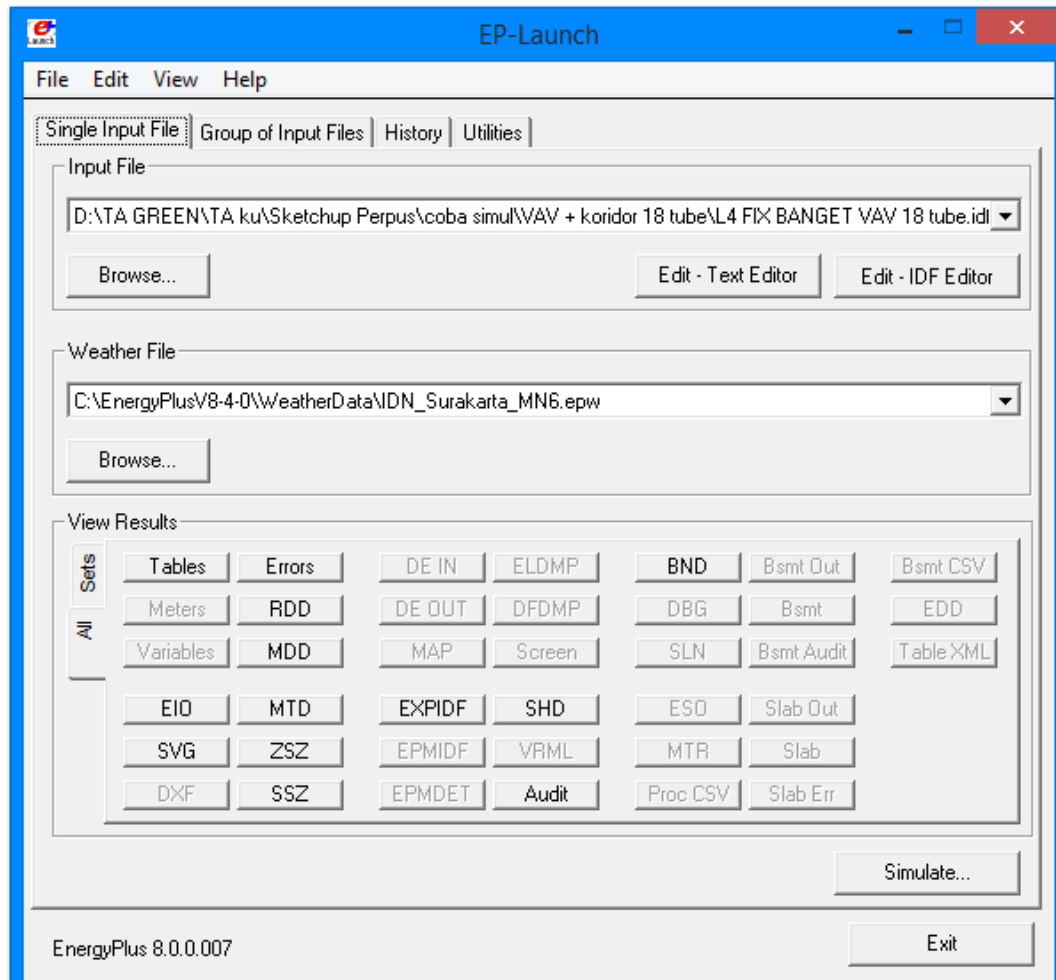 EP-Launch
File Edit View Help
Single Input File Group of Input Files History Utilities
Input File
D:\TA GREEN\TA ku\Sketchup Perpus\coba simul\VAV + koridor 18 tube\L4 FIX BANGET VAV 18 tube.idf
Browse... Edit - Text Editor Edit - IDF Editor
Weather File
C:\EnergyPlusV8-4-0\WeatherData\IDN_Surakarta_MN6.epw
Browse...
View Results
Sets
All
Tables Errors DE IN ELDMP BND Bsmt Out Bsmt CSV
Meters RDD DE OUT DFDMP DBG Bsmt EDD
Variables MDD MAP Screen SLN Bsmt Audit Table XML
EIO MTD EXPIDF SHD ESO Slab Out
SVG ZSZ EPMIDF VRML MTR Slab
DXF SSZ EPMDET Audit Proc CSV Slab Err
Simulate...
EnergyPlus 8.0.0.007 Exit